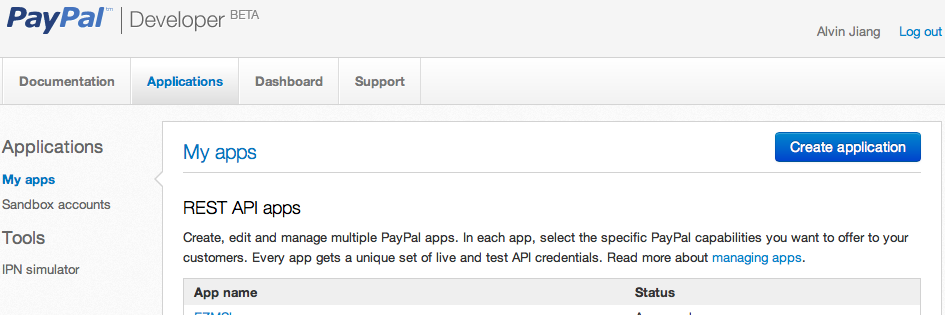 PayPal™ | Developer BETA
Alvin Jiang Log out
Documentation Applications Dashboard Support
Applications
My apps
Sandbox accounts
Tools
IPN simulator
My apps
Create application
REST API apps
Create, edit and manage multiple PayPal apps. In each app, select the specific PayPal capabilities you want to offer to your
customers. Every app gets a unique set of live and test API credentials. Read more about managing apps.
App name Status